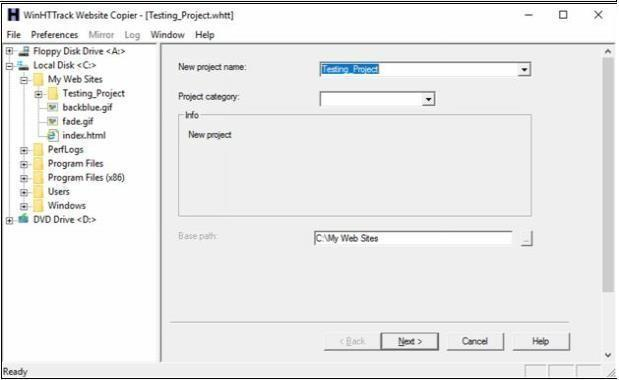 WinHTTrack Website Copier - [Testing_Project.whtt]
File Preferences Mirror Log Window Help
Floppy Disk Drive <A:>
Local Disk <C:>
My Web Sites
Testing_Project
backblue.gif
fade.gif
index.html
PerfLogs
Program Files
Program Files (x86)
Users
Windows
DVD Drive <D:>
New project name: Testing_Project
Project category:
Info
New project
Base path: C:\My Web Sites ..
< Back Next > Cancel Help
Ready